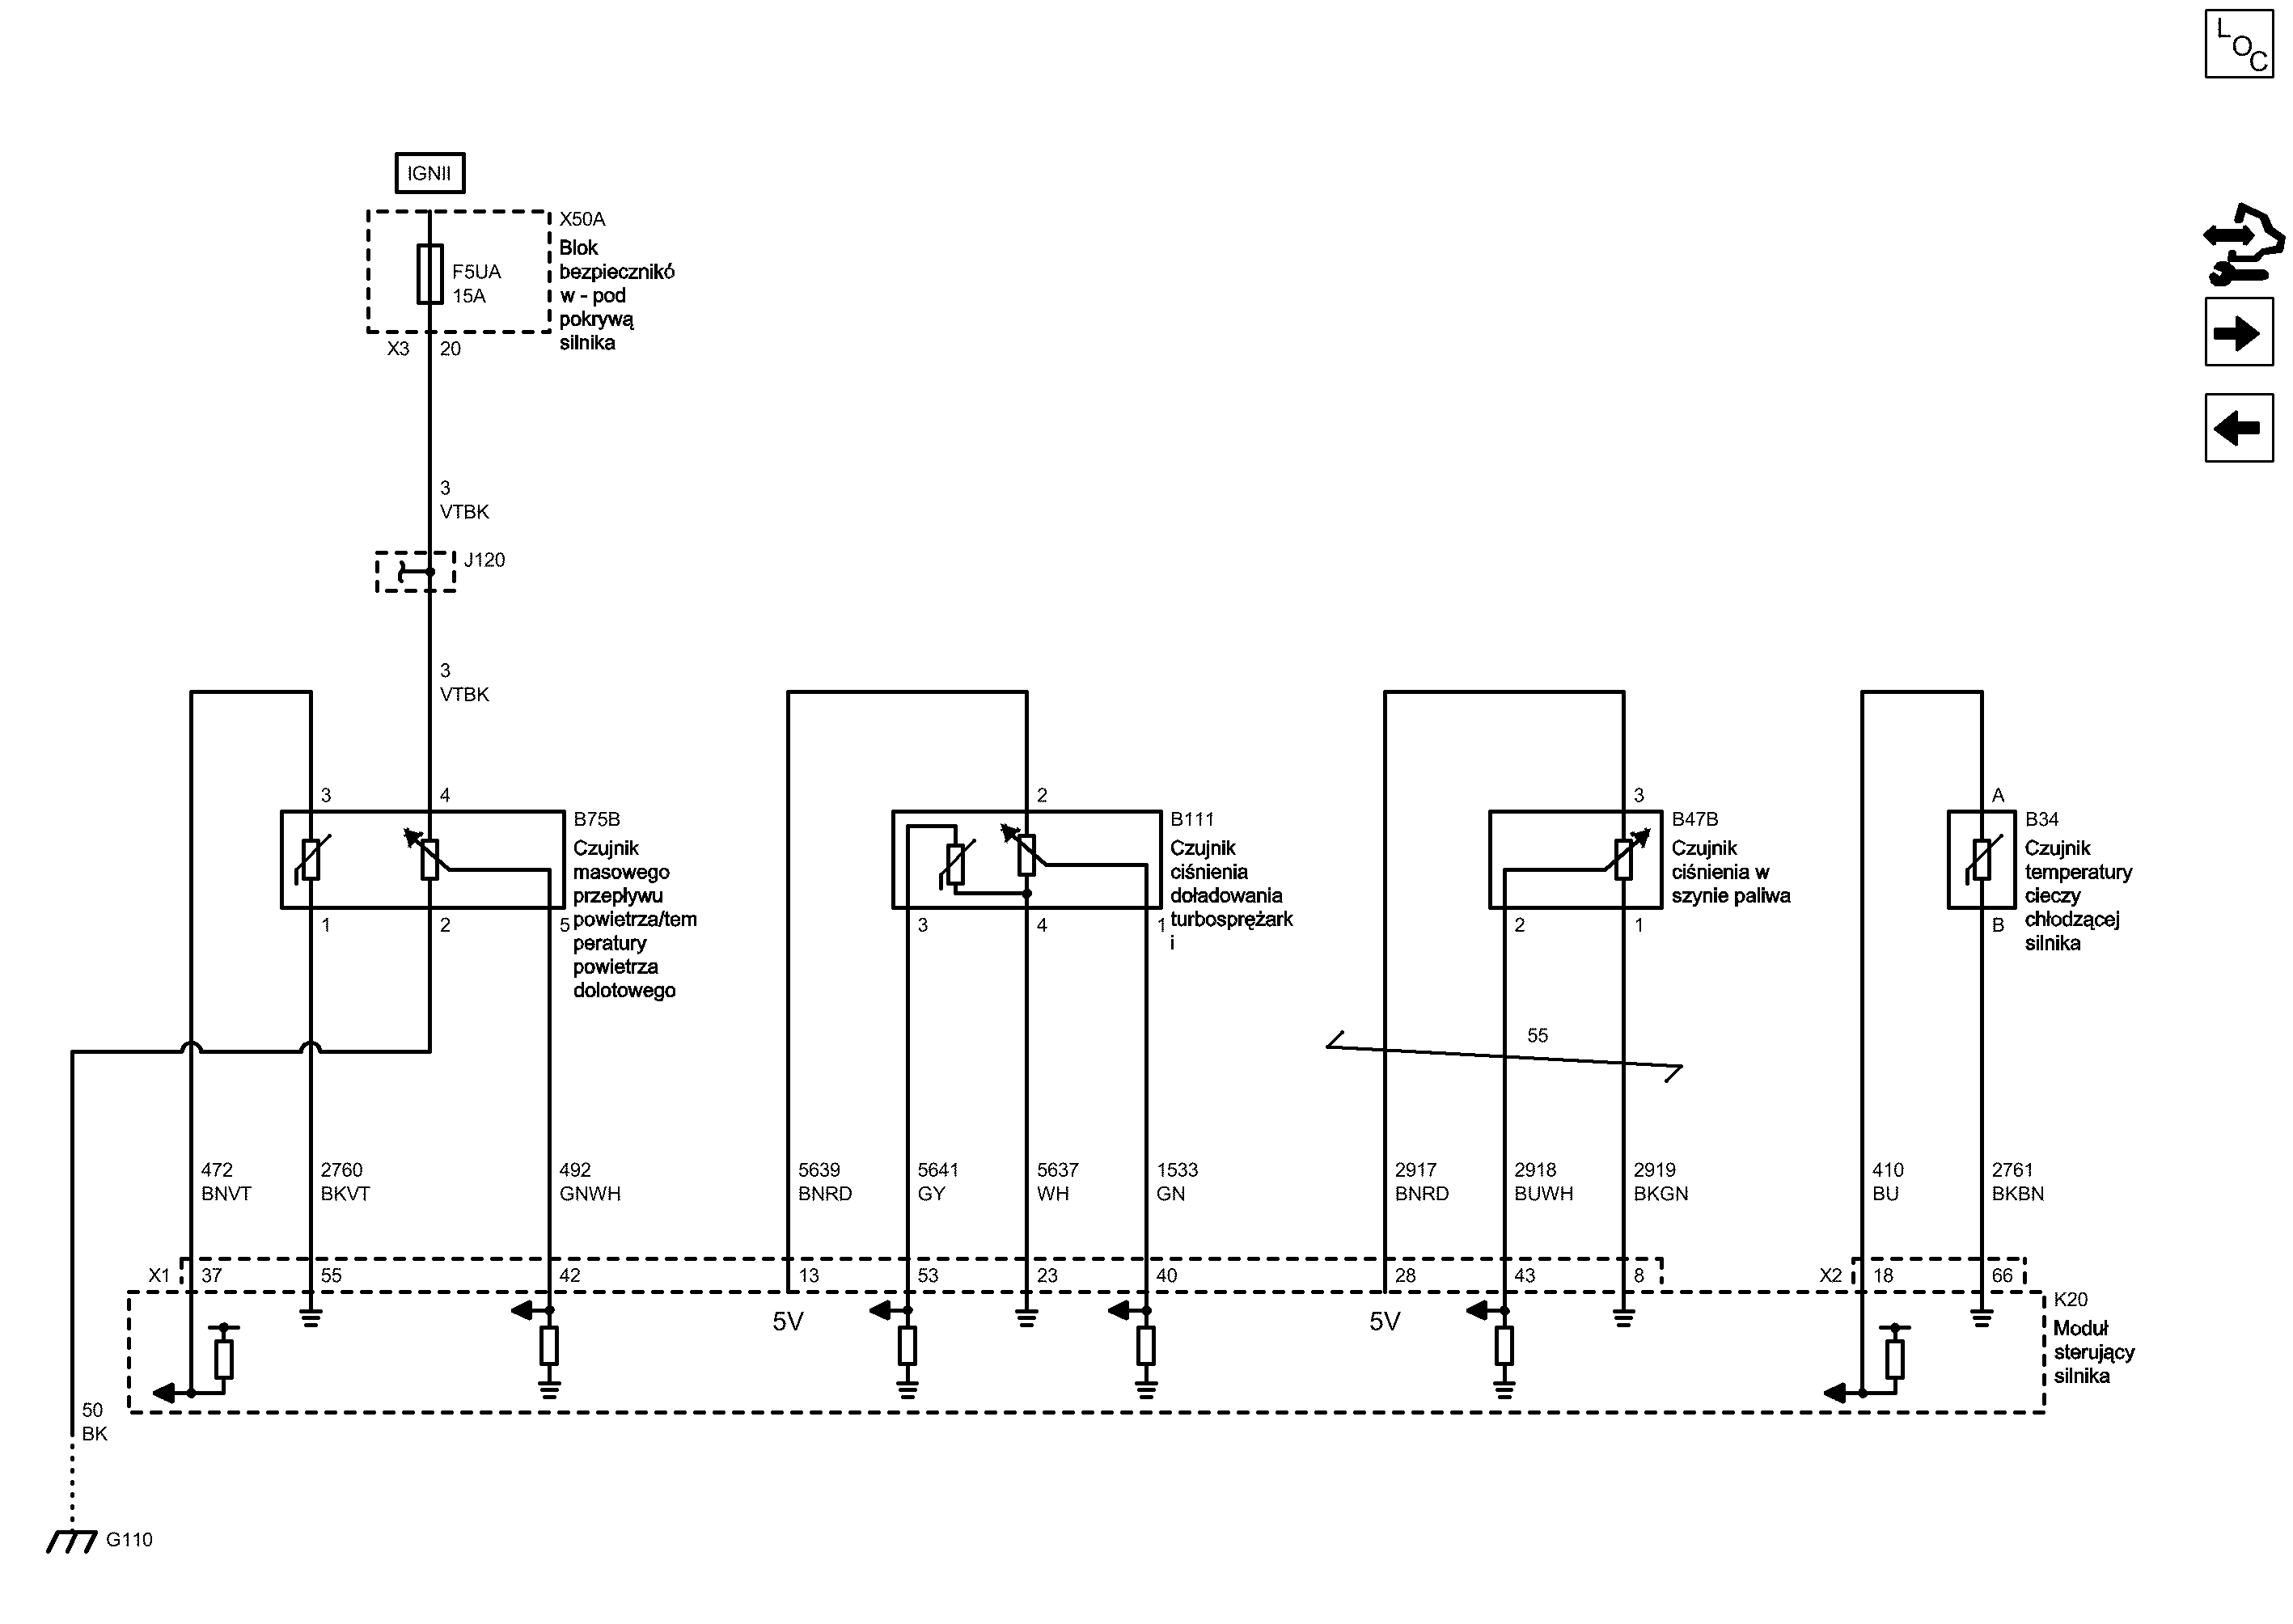 LOC
IGNII
X50A
Blok
bezpiecznikó
w - pod
pokrywą
silnika
F5UA
15A
X3 20
3
VTBK
J120
3
VTBK
3 4
B75B
Czujnik
masowego
przepływu
powietrza/tem
peratury
powietrza
dolotowego
1 2 5
2
B111
Czujnik
ciśnienia
doładowania
turbosprężark
i
3 4 1
3
B47B
Czujnik
ciśnienia w
szynie paliwa
2 1
A
B34
Czujnik
temperatury
cieczy
chłodzącej
silnika
B
55
472 2760 492 5639 5641 5637 1533 2917 2918 2919 410 2761
BNVT BKVT GNWH BNRD GY WH GN BNRD BUWH BKGN BU BKBN
X1 37 55 42 13 53 23 40 28 43 8 X2 18 66
5V 5V
K20
Moduł
sterujący
silnika
50
BK
G110